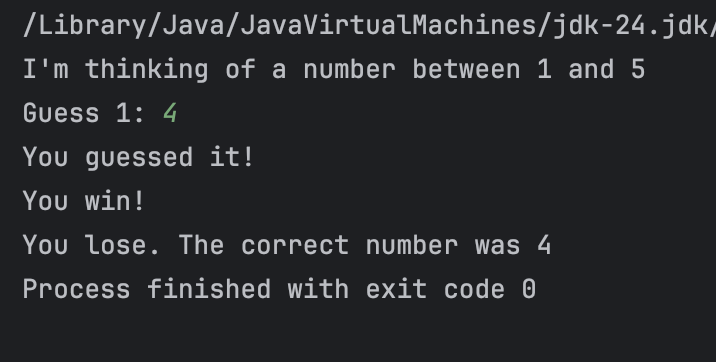 /Library/Java/JavaVirtualMachines/jdk-24.jdk/
I'm thinking of a number between 1 and 5
Guess 1: 4
You guessed it!
You win!
You lose. The correct number was 4
Process finished with exit code 0